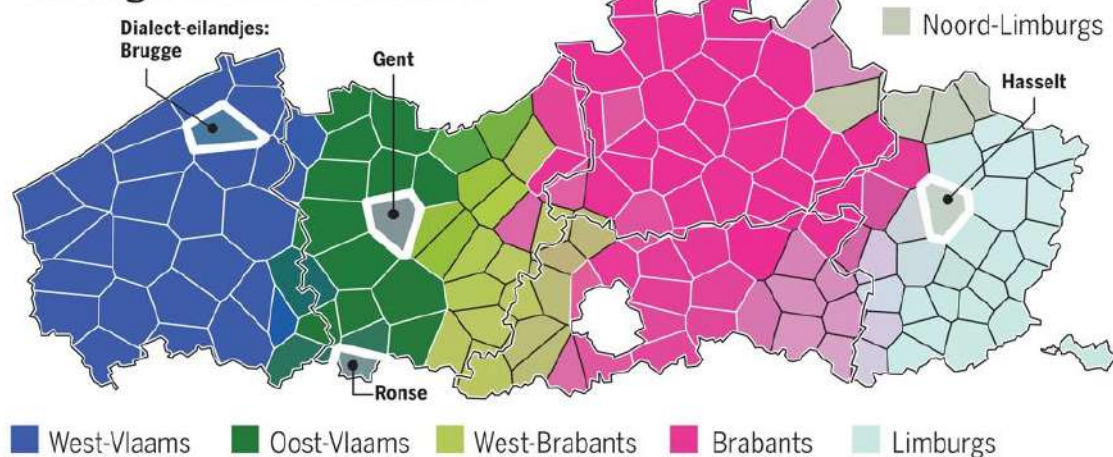 Dialect-eilandjes:
Brugge
Gent
Noord-Limburgs
Hasselt
Ronse
West-Vlaams
Oost-Vlaams
West-Brabants
Brabants
Limburgs